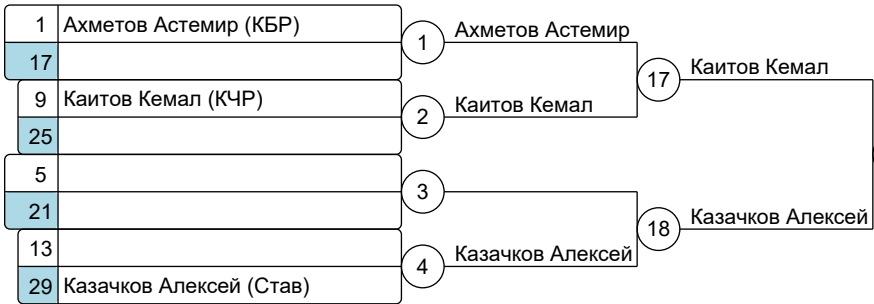 1 Ахметов Астемир (КБР)
17
9 Каитов Кемал (КЧР)
25
5
21
13
29 Казачков Алексей (Став)
1 Ахметов Астемир
2 Каитов Кемал
3
4 Казачков Алексей
17 Каитов Кемал
18 Казачков Алексей